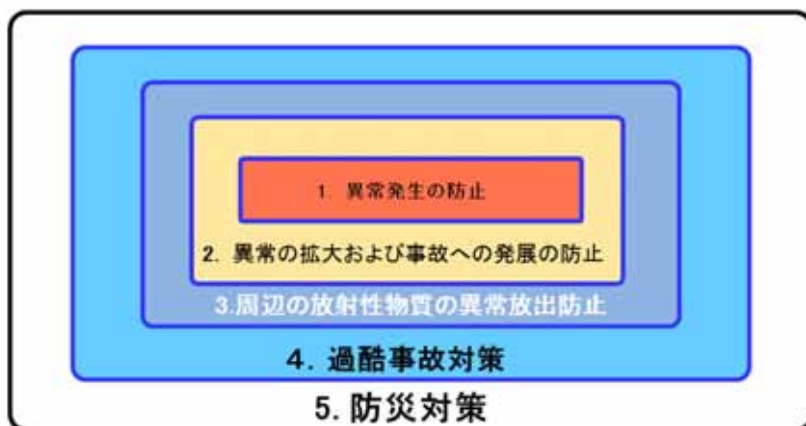 1. 異常発生の防止
2. 異常の拡大および事故への発展の防止
3.周辺の放射性物質の異常放出防止
4. 過酷事故対策
5. 防災対策